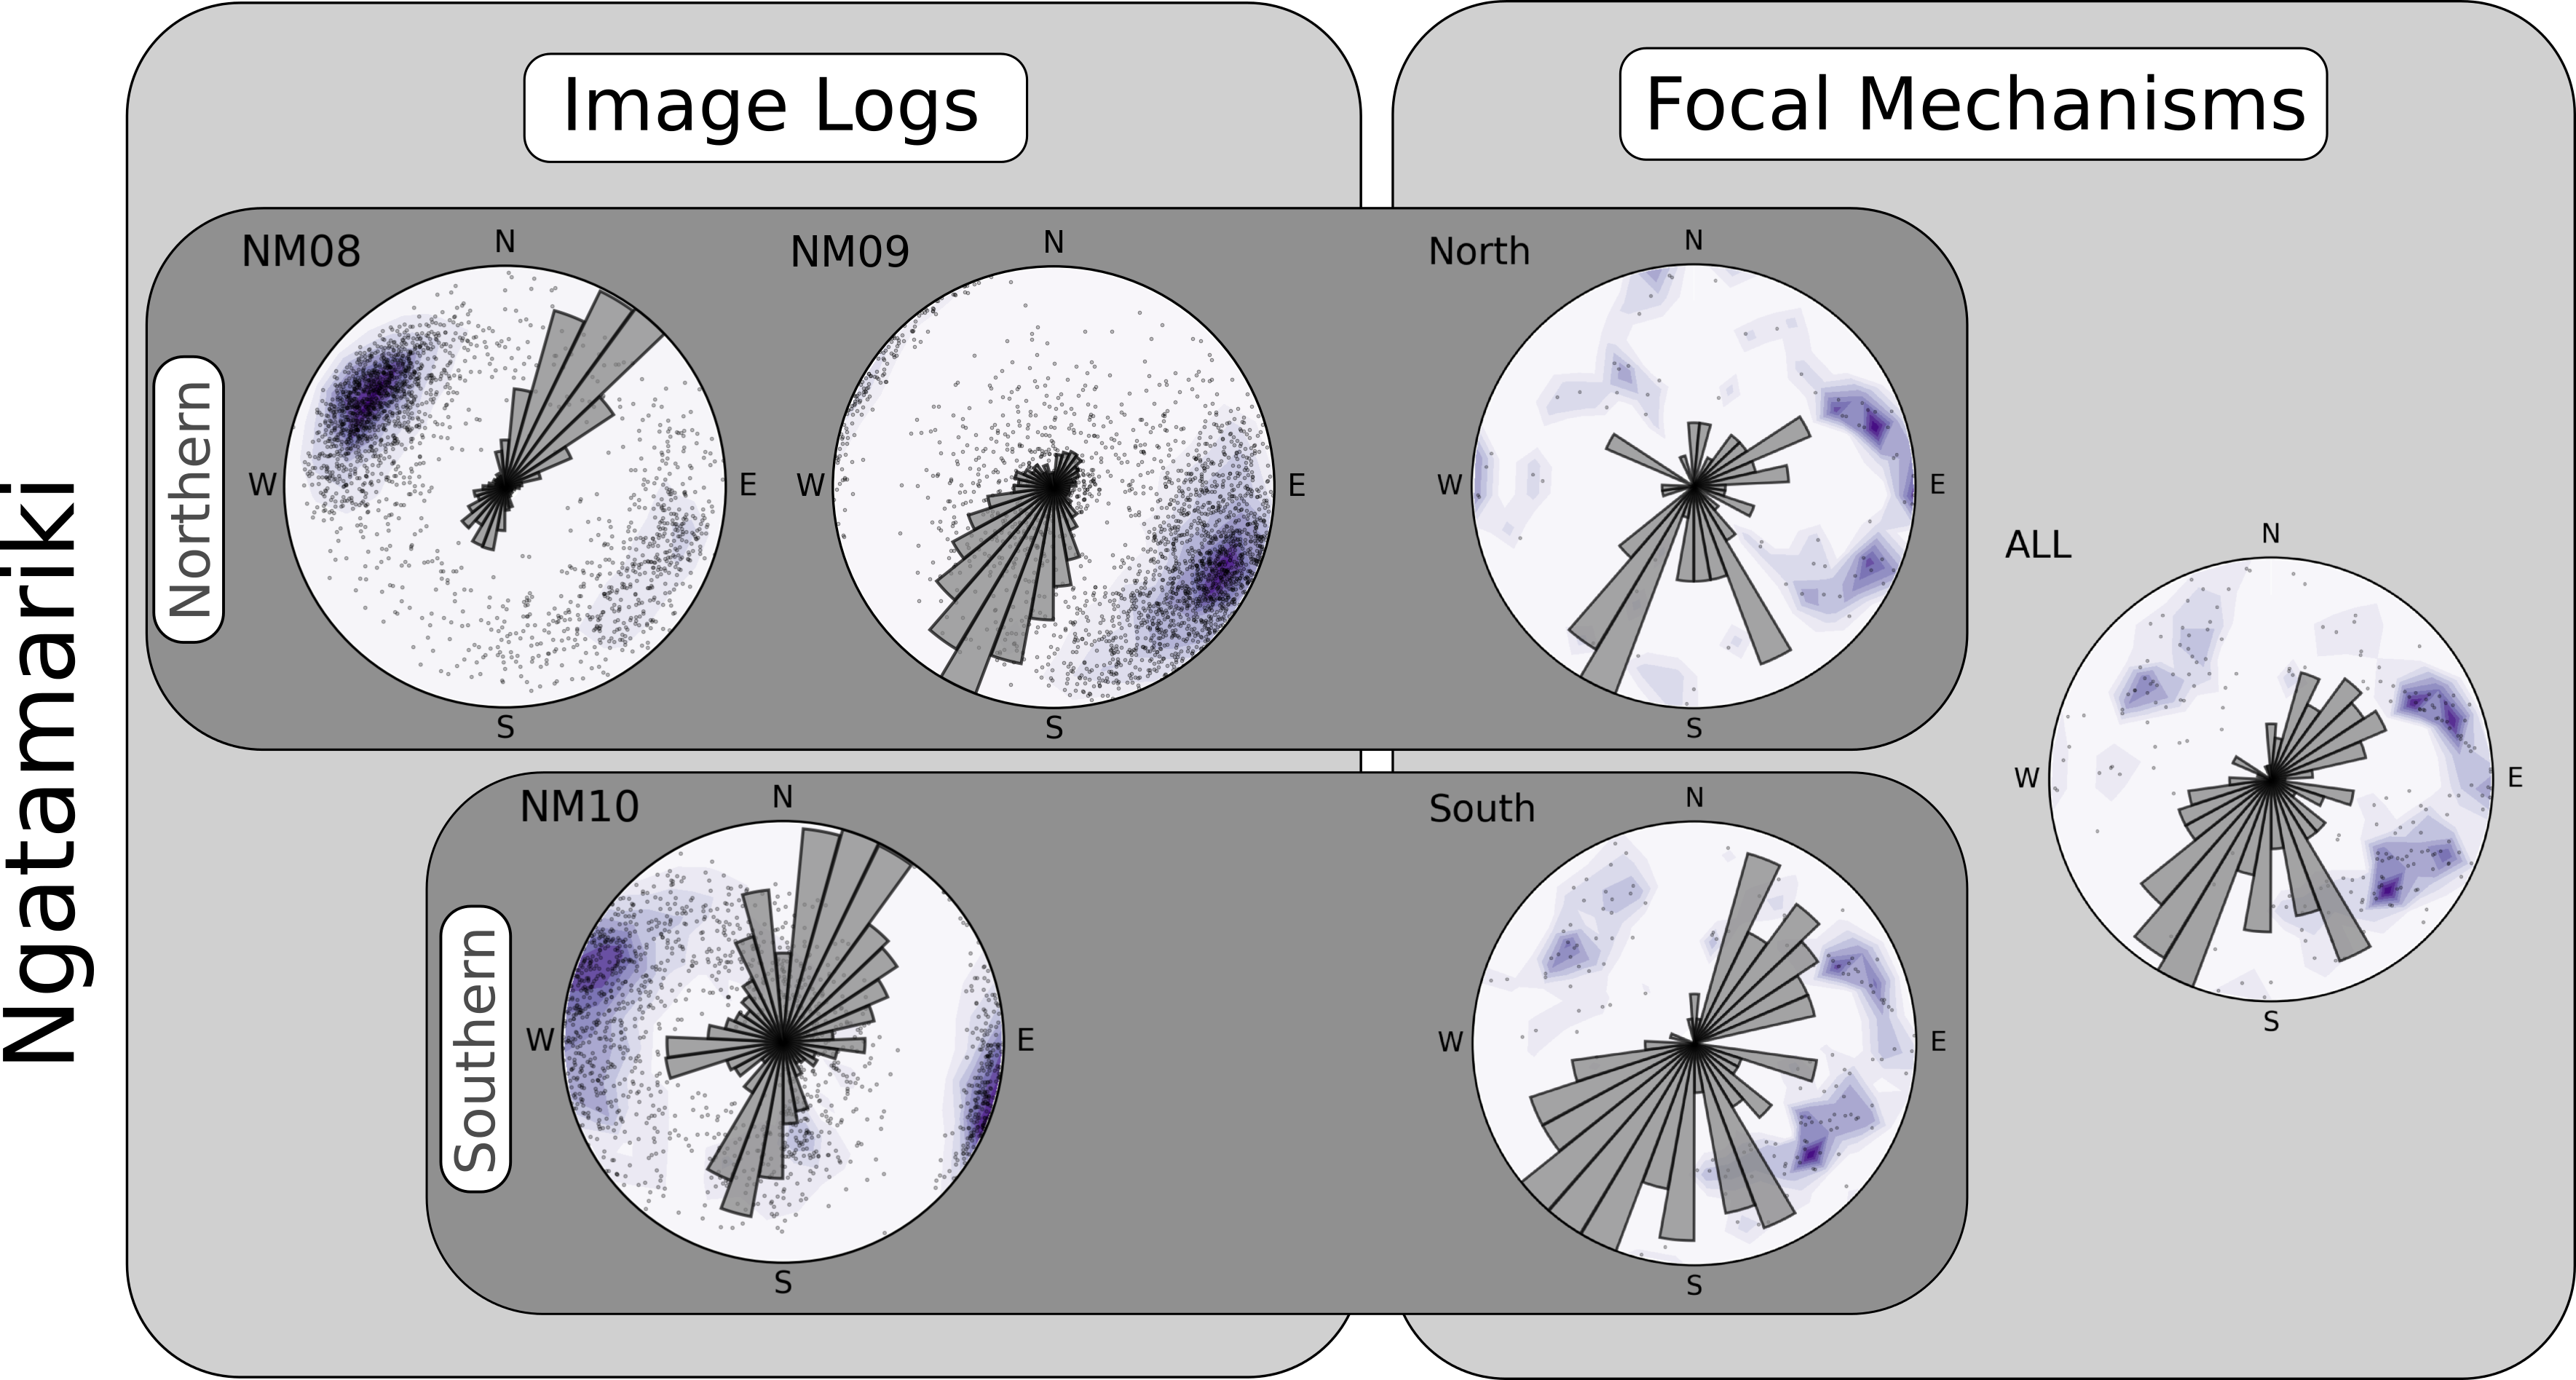 Ngatamariki
Image Logs
Focal Mechanisms
Northern
NM08
N
W
E
S
NM09
N
W
E
S
North
N
W
E
S
ALL
N
W
E
S
Southern
NM10
N
W
E
S
South
N
W
E
S